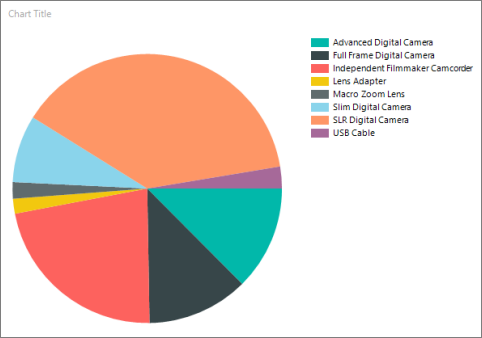 Chart Title
Advanced Digital Camera
Full Frame Digital Camera
Independent Filmmaker Camcorder
Lens Adapter
Macro Zoom Lens
Slim Digital Camera
SLR Digital Camera
USB Cable